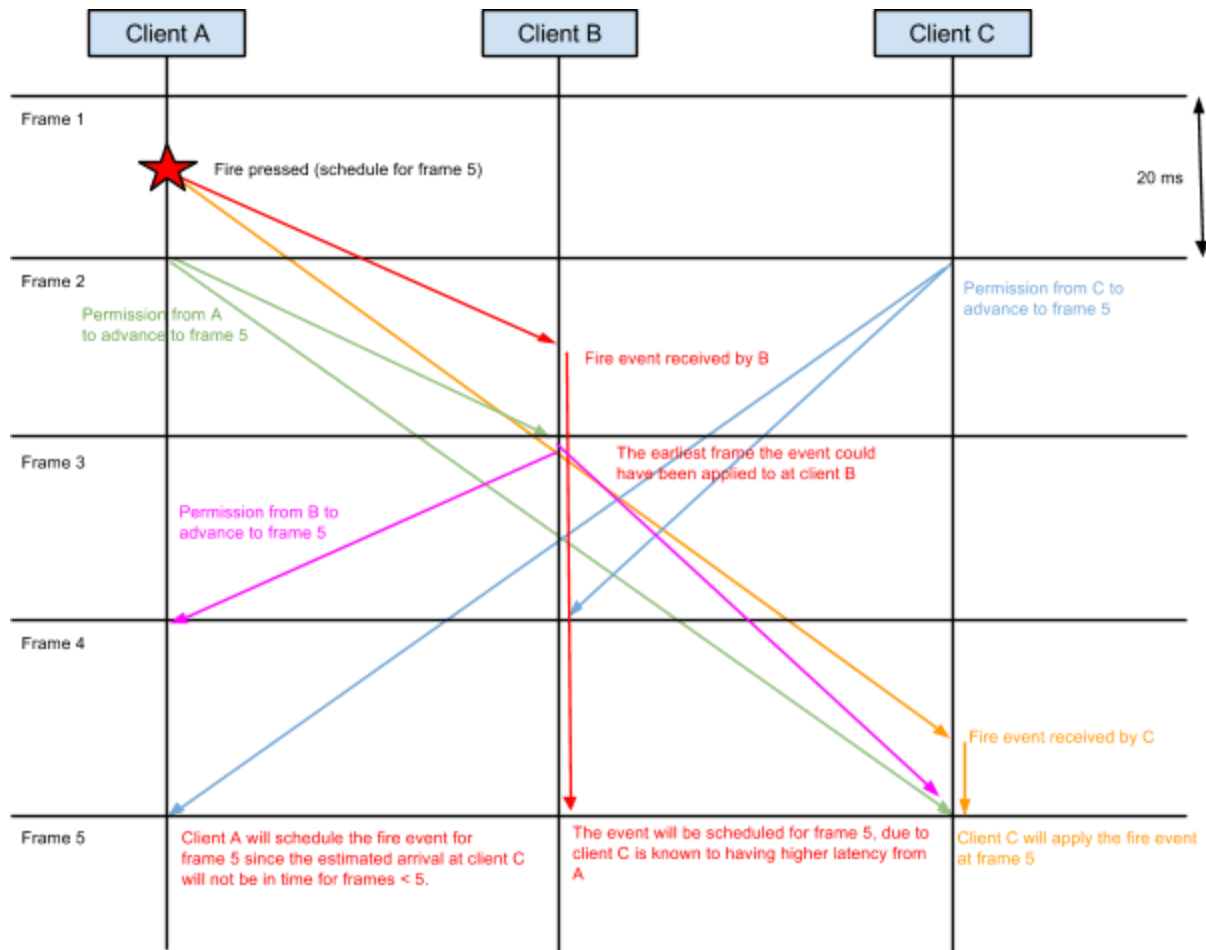 Client A
Client B
Client C
Frame 1
Fire pressed (schedule for frame 5)
20 ms
Frame 2
Permission from A
to advance to frame 5
Permission from C to
advance to frame 5
Fire event received by B
Frame 3
The earliest frame the event could
have been applied to at client B
Permission from B to
advance to frame 5
Frame 4
Fire event received by C
Frame 5
Client A will schedule the fire event for
frame 5 since the estimated arrival at client C
will not be in time for frames < 5.
The event will be scheduled for frame 5, due to
client C is known to having higher latency from
A
Client C will apply the fire event
at frame 5